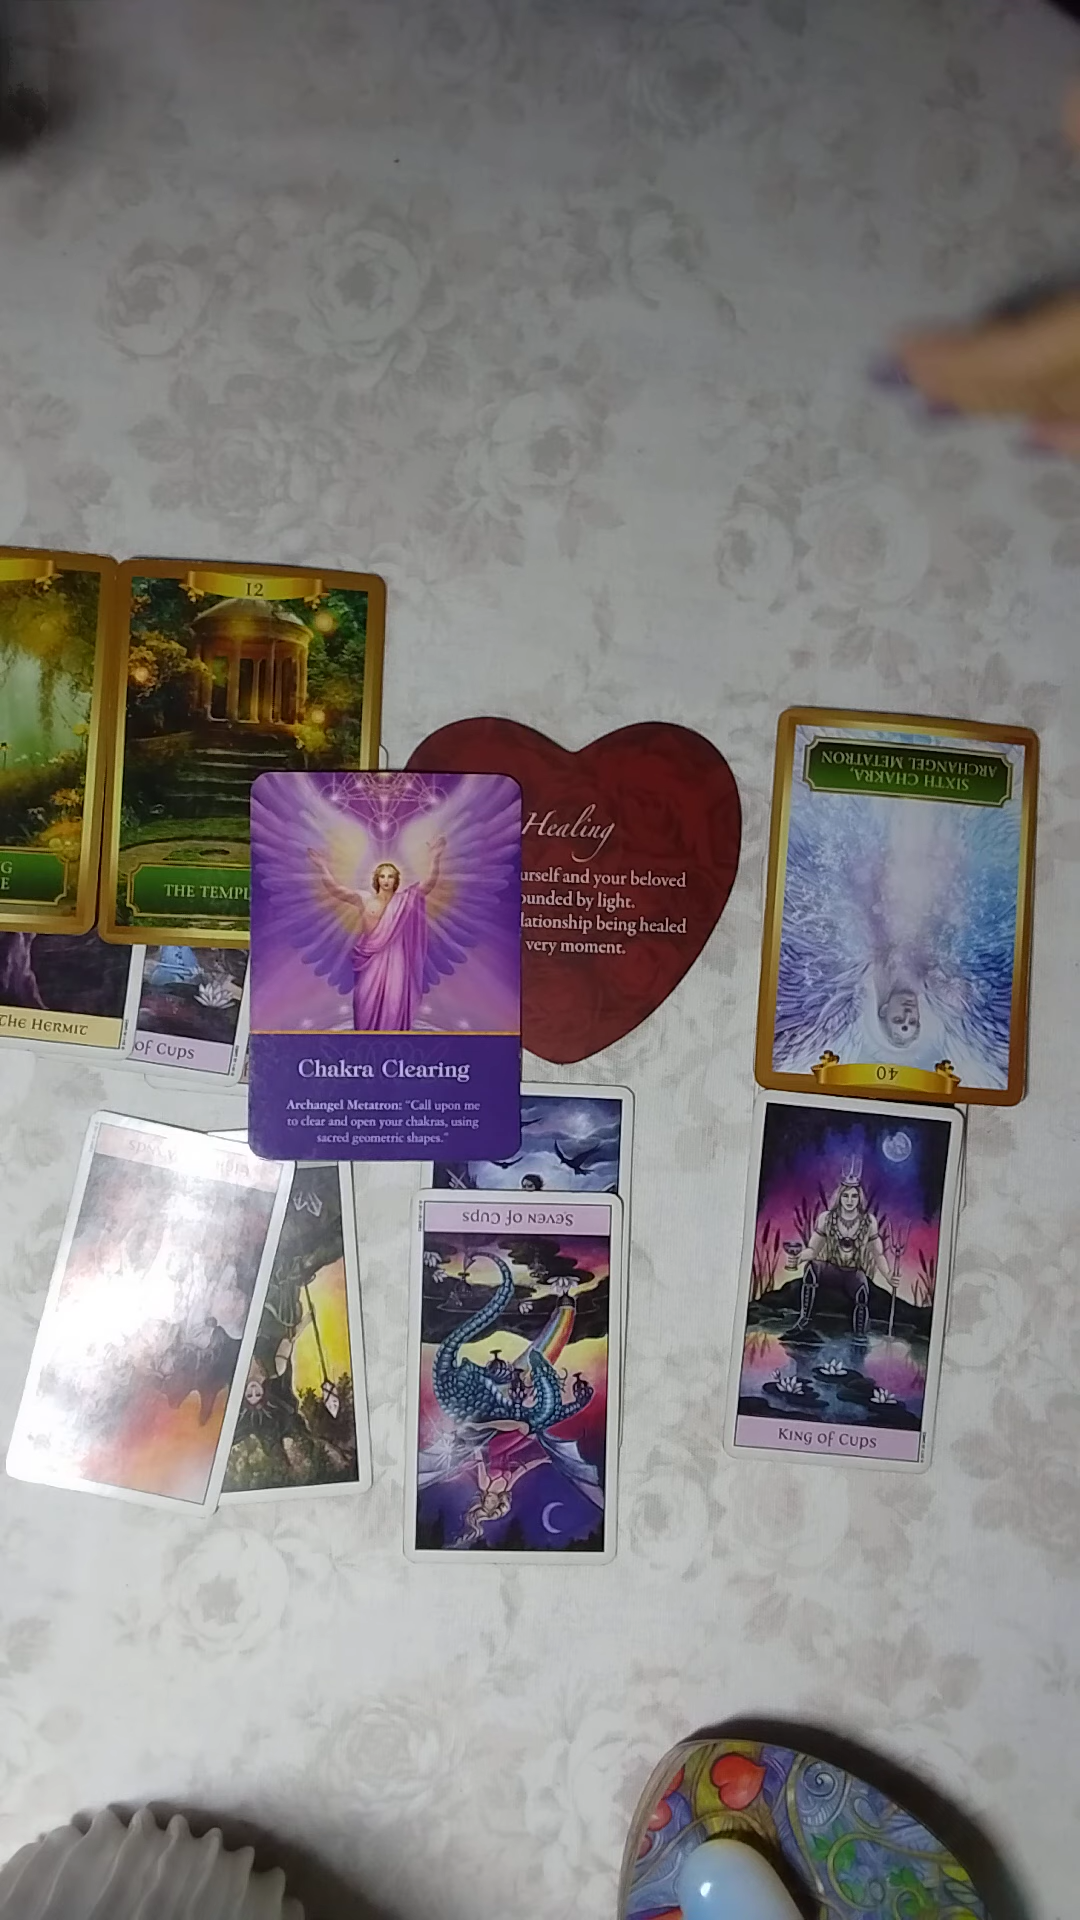 12
THE TEMPL
G
E
The Hermit
of Cups
Healing
urself and your beloved
ounded by light.
lationship being healed
very moment.
Chakra Clearing
Archangel Metatron: "Call upon me
to clear and open your chakras, using
sacred geometric shapes."
SIXTH CHAKRA,
ARCHANGEL METATRON
40
Seven of Cups
King of Cups